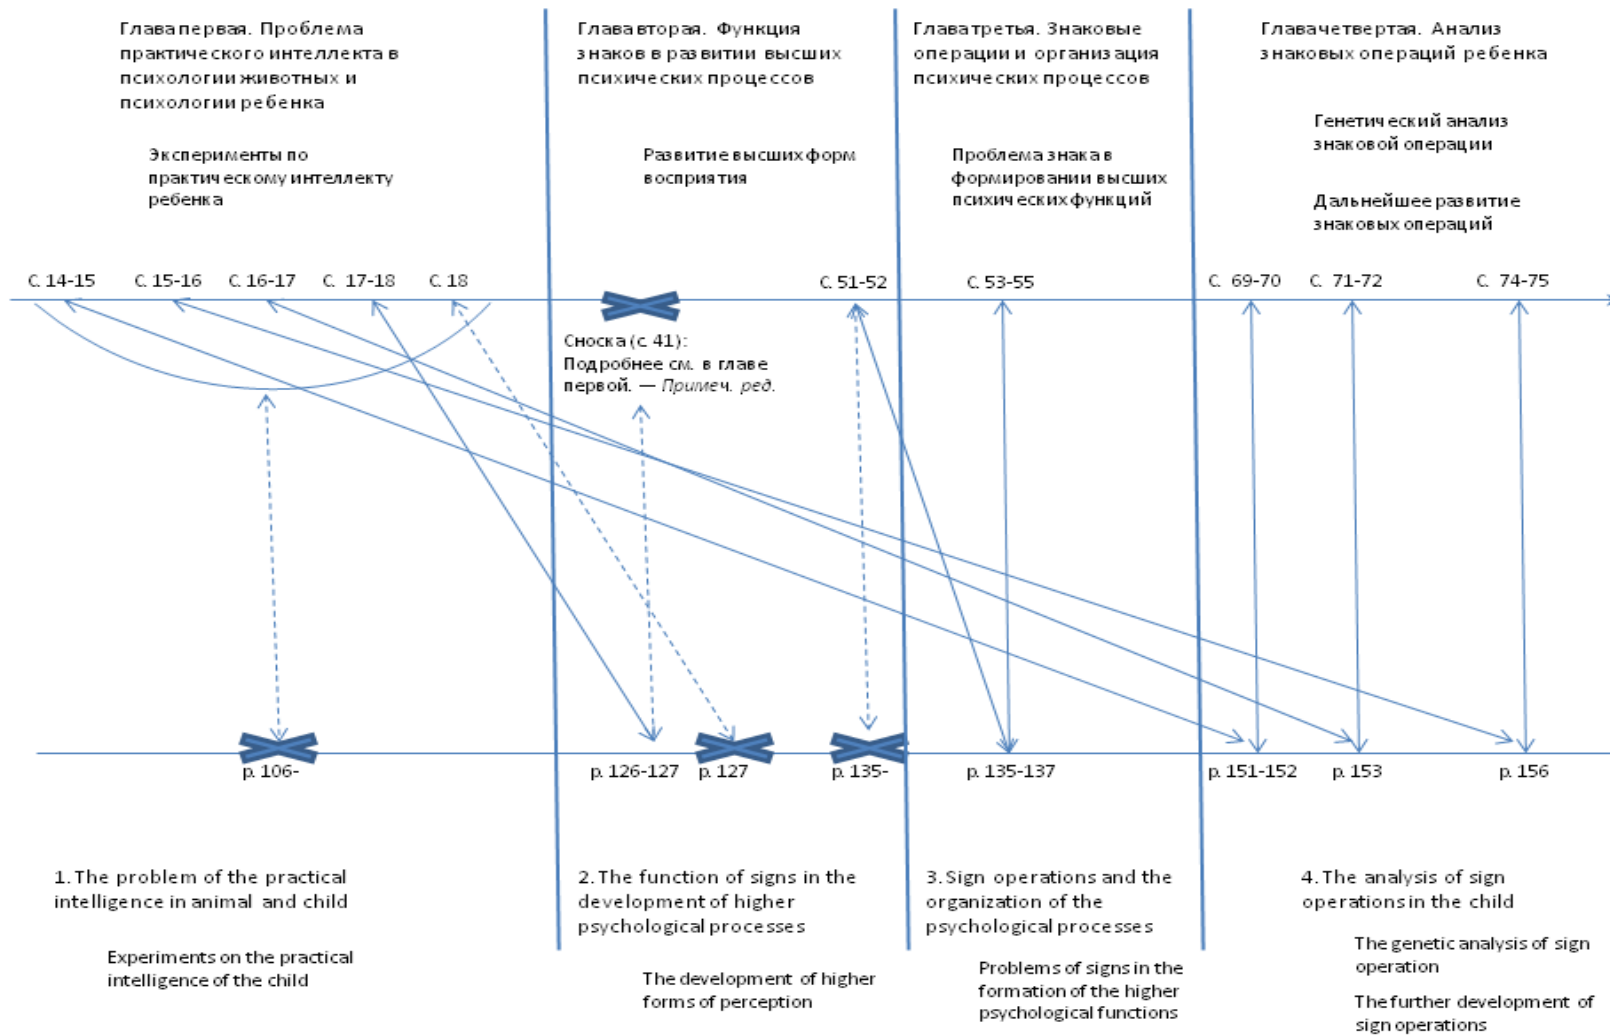 Глава первая. Проблема
практического интеллекта в
психологии животных и
психологии ребенка
Эксперименты по
практическому интеллекту
ребенка
Глава вторая. Функция
знаков в развитии высших
психических процессов
Развитие высших форм
восприятия
Глава третья. Знаковые
операции и организация
психических процессов
Проблема знака в
формировании высших
психических функций
Глава четвертая. Анализ
знаковых операций ребенка
Генетический анализ
знаковой операции
Дальнейшее развитие
знаковых операций
С. 14-15
С. 15-16
С. 16-17
С. 17-18
С. 18
С. 51-52
С. 53-55
С. 69-70
С. 71-72
С. 74-75
Сноска (с. 41):
Подробнее см. в главе
первой. — Примеч. ред.
p. 106-
p. 126-127
p. 127
p. 135-
p. 135-137
p. 151-152
p. 153
p. 156
1. The problem of the practical
intelligence in animal and child
Experiments on the practical
intelligence of the child
2. The function of signs in the
development of higher
psychological processes
The development of higher
forms of perception
3. Sign operations and the
organization of the
psychological processes
Problems of signs in the
formation of the higher
psychological functions
4. The analysis of sign
operations in the child
The genetic analysis of sign
operation
The further development of
sign operations